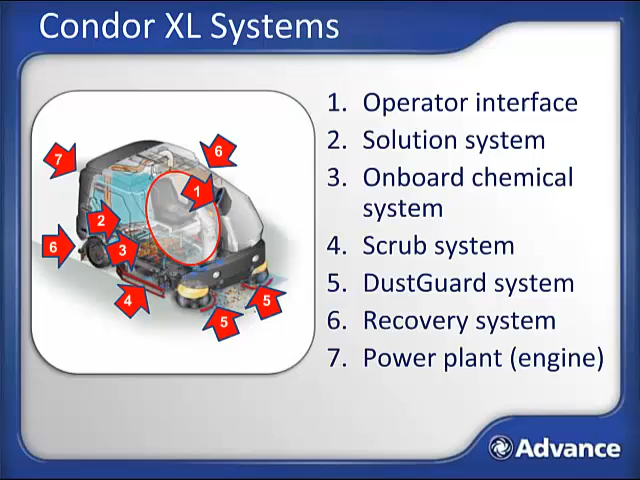 Condor XL Systems
1. Operator interface
2. Solution system
3. Onboard chemical
system
4. Scrub system
5. DustGuard system
6. Recovery system
7. Power plant (engine)
7
6
1
2
6
3
4
5
5
Advance